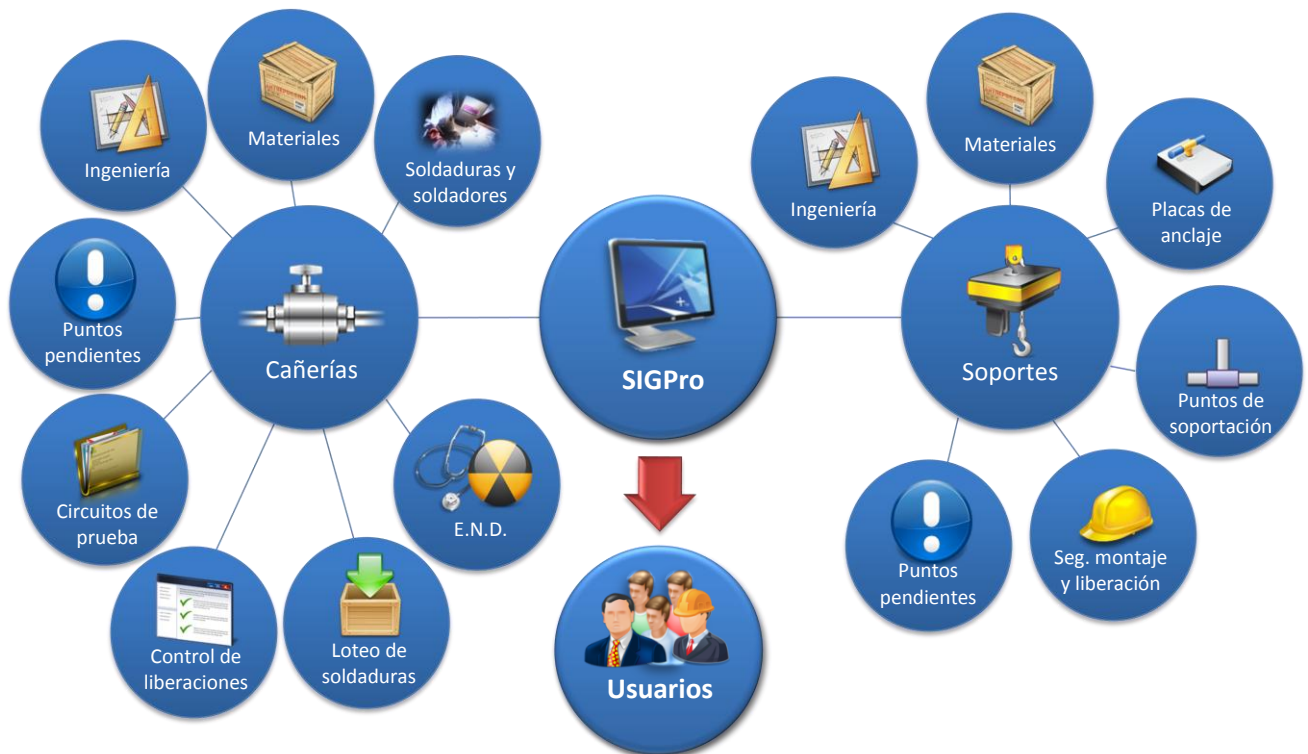 Ingeniería
Materiales
Soldaduras y
soldadores
Puntos
pendientes
Cañerías
Circuitos de
prueba
Control de
liberaciones
Loteo de
soldaduras
E.N.D.
SIGPro
Usuarios
Ingeniería
Materiales
Placas de
anclaje
Soportes
Puntos de
soportación
Seg. montaje
y liberación
Puntos
pendientes